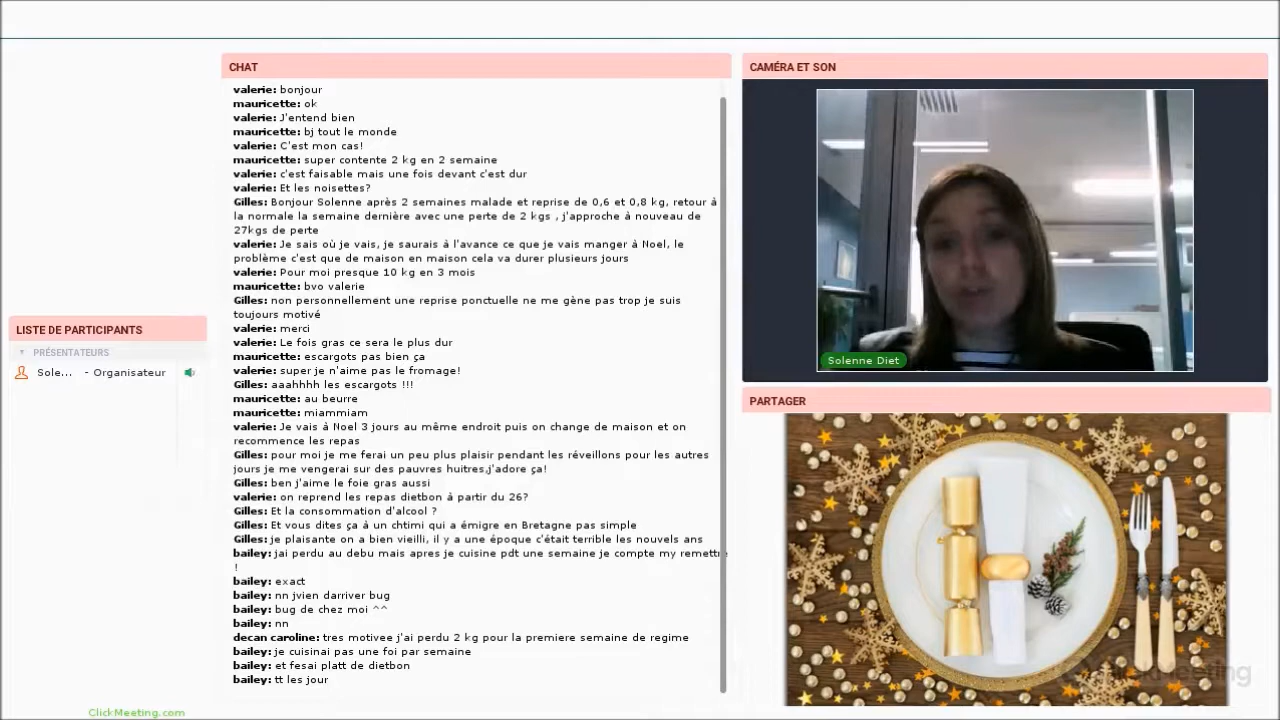 CHAT
valerie: bonjour
mauricette: ok
valerie: J'entend bien
mauricette: bj tout le monde
valerie: C'est mon cas!
mauricette: super contente 2 kg en 2 semaine
valerie: c'est faisable mais une fois devant c'est dur
valerie: Et les noisettes?
Gilles: Bonjour Solenne après 2 semaines malade et reprise de 0,6 et 0,8 kg, retour à
la normale la semaine dernière avec une perte de 2 kgs , j'approche à nouveau de
27kgs de perte
valerie: Je sais où je vais, je saurais à l'avance ce que je vais manger à Noel, le
problème c'est que de maison en maison cela va durer plusieurs jours
valerie: Pour moi presque 10 kg en 3 mois
mauricette: bvo valerie
Gilles: non personnellement une reprise ponctuelle ne me gène pas trop je suis
toujours motivé
valerie: merci
valerie: Le fois gras ce sera le plus dur
mauricette: escargots pas bien ça
valerie: super je n'aime pas le fromage!
Gilles: aaahhhh les escargots !!!
mauricette: au beurre
mauricette: miammiam
valerie: Je vais à Noel 3 jours au même endroit puis on change de maison et on
recommence les repas
Gilles: pour moi je me ferai un peu plus plaisir pendant les réveillons pour les autres
jours je me vengerai sur des pauvres huitres,j'adore ça!
Gilles: ben j'aime le foie gras aussi
valerie: on reprend les repas dietbon à partir du 26?
Gilles: Et la consommation d'alcool ?
Gilles: Et vous dites ça à un chtimi qui a émigre en Bretagne pas simple
Gilles: je plaisante on a bien vieilli, il y a une époque c'était terrible les nouvels ans
bailey: jai perdu au debu mais apres je cuisine pdt une semaine je compte my remettre
!
bailey: exact
bailey: nn jvien darriver bug
bailey: bug de chez moi ^^
bailey: nn
decan caroline: tres motivee j'ai perdu 2 kg pour la premiere semaine de regime
bailey: je cuisinai pas une foi par semaine
bailey: et fesai platt de dietbon
bailey: tt les jour
LISTE DE PARTICIPANTS
PRÉSENTATEURS
Sole... - Organisateur
ClickMeeting.com
CAMÉRA ET SON
Solenne Diet
PARTAGER
ClickMeeting